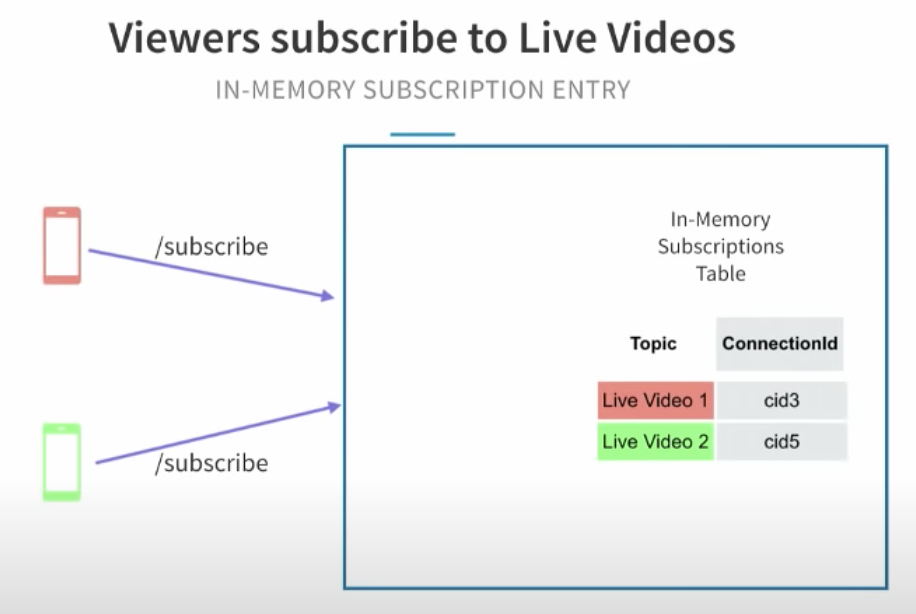 Viewers subscribe to Live Videos
IN-MEMORY SUBSCRIPTION ENTRY
/subscribe
/subscribe
In-Memory
Subscriptions
Table
Topic ConnectionId
Live Video 1 cid3
Live Video 2 cid5